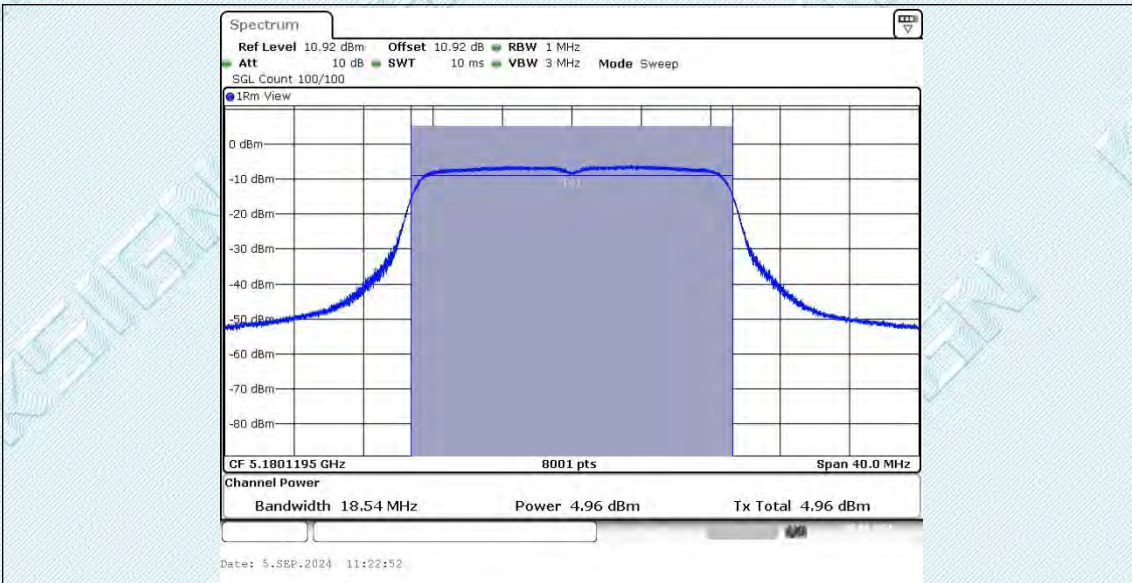 Spectrum
Ref Level 10.92 dBm Offset 10.92 dB RBW 1 MHz
Att 10 dB SWT 10 ms VBW 3 MHz Mode Sweep
SGL Count 100/100
1Rm View
0 dBm
-10 dBm
-20 dBm
-30 dBm
-40 dBm
-50 dBm
-60 dBm
-70 dBm
-80 dBm
CF 5.1801195 GHz 8001 pts Span 40.0 MHz
Channel Power
Bandwidth 18.54 MHz Power 4.96 dBm Tx Total 4.96 dBm
Date: 5.SEP.2024 11:22:52
KSIGN